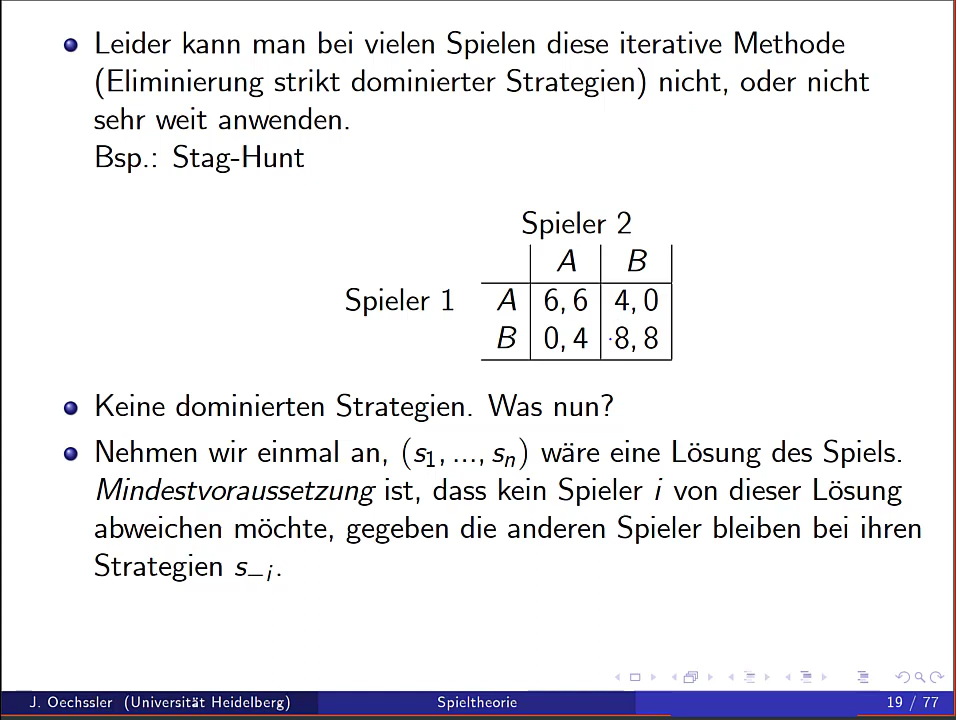 Leider kann man bei vielen Spielen diese iterative Methode
(Eliminierung strikt dominierter Strategien) nicht, oder nicht
sehr weit anwenden.
Bsp.: Stag-Hunt
Spieler 2
A B
Spieler 1 A 6, 6 4, 0
B 0, 4 8, 8
Keine dominierten Strategien. Was nun?
Nehmen wir einmal an, (s₁, ..., sₙ) wäre eine Lösung des Spiels.
Mindestvoraussetzung ist, dass kein Spieler i von dieser Lösung
abweichen möchte, gegeben die anderen Spieler bleiben bei ihren
Strategien s₋ᵢ.
J. Oechssler (Universität Heidelberg) Spieltheorie 19 / 77